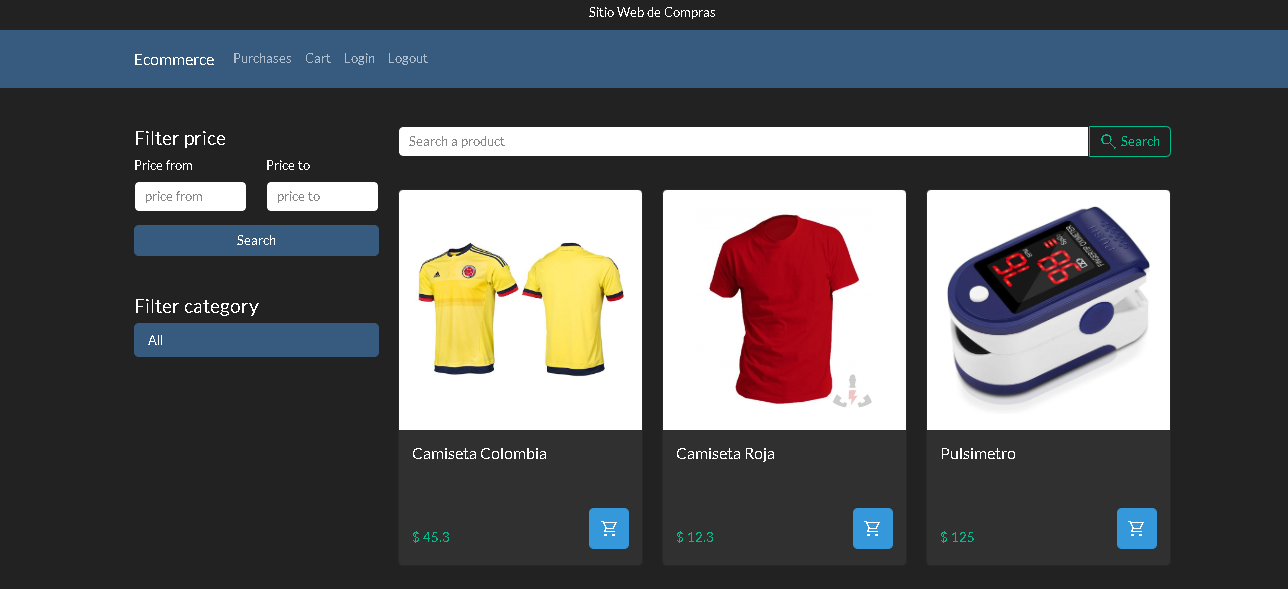 Sitio Web de Compras
Ecommerce Purchases Cart Login Logout
Filter price
Price from Price to
price from price to
Search
Filter category
All
Search a product Search
Camiseta Colombia
$ 45.3
Camiseta Roja
$ 12.3
Pulsimetro
$ 125